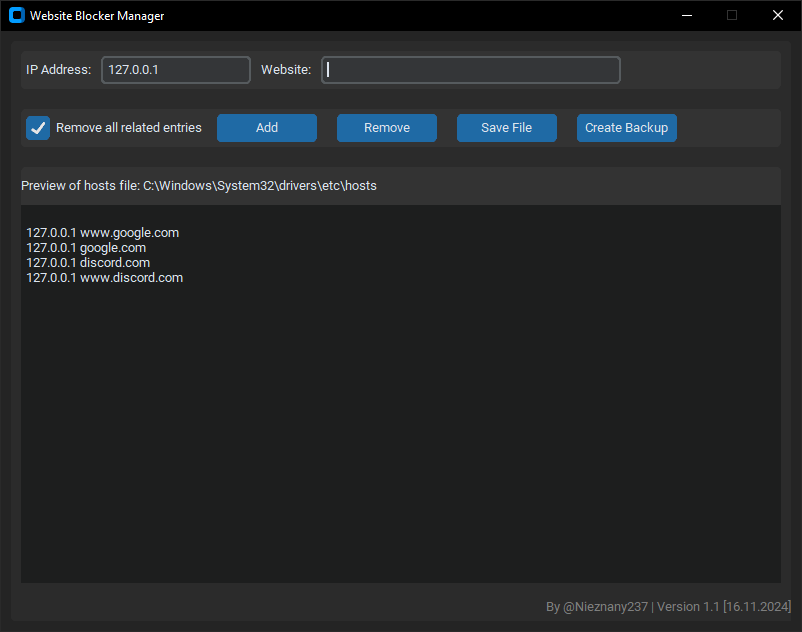 Website Blocker Manager
IP Address: 127.0.0.1 Website:
Remove all related entries Add Remove Save File Create Backup
Preview of hosts file: C:\Windows\System32\drivers\etc\hosts
127.0.0.1 www.google.com
127.0.0.1 google.com
127.0.0.1 discord.com
127.0.0.1 www.discord.com
By @Nieznany237 | Version 1.1 [16.11.2024]